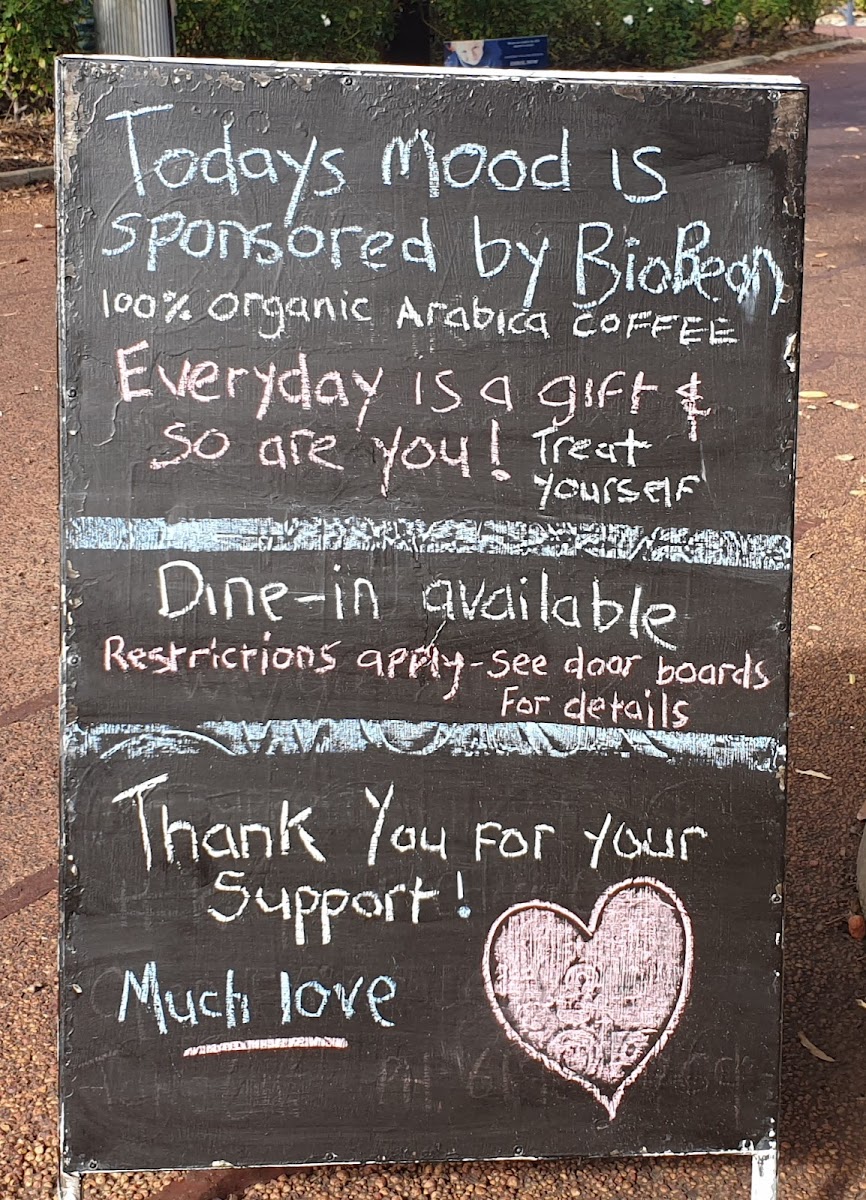 Todays Mood is
sponsored by BioBean
100% organic Arabica COFFEE
Everyday is a gift &
so are you! Treat
yourself
Dine-in available
Restrictions apply - see door boards
For details
Thank You for your
Support!
Much love